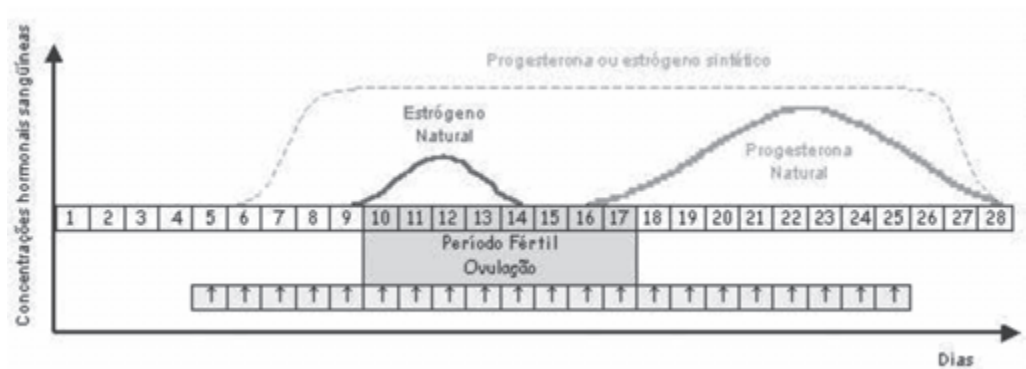 Concentrações hormonais sangüíneas
Progesterona ou estrógeno sintético
Estrógeno
Natural
Progesterona
Natural
1 2 3 4 5 6 7 8 9 10 11 12 13 14 15 16 17 18 19 20 21 22 23 24 25 26 27 28
Período Fértil
Ovulação
↑ ↑ ↑ ↑ ↑ ↑ ↑ ↑ ↑ ↑ ↑ ↑ ↑ ↑ ↑ ↑ ↑ ↑ ↑ ↑ ↑
Dias